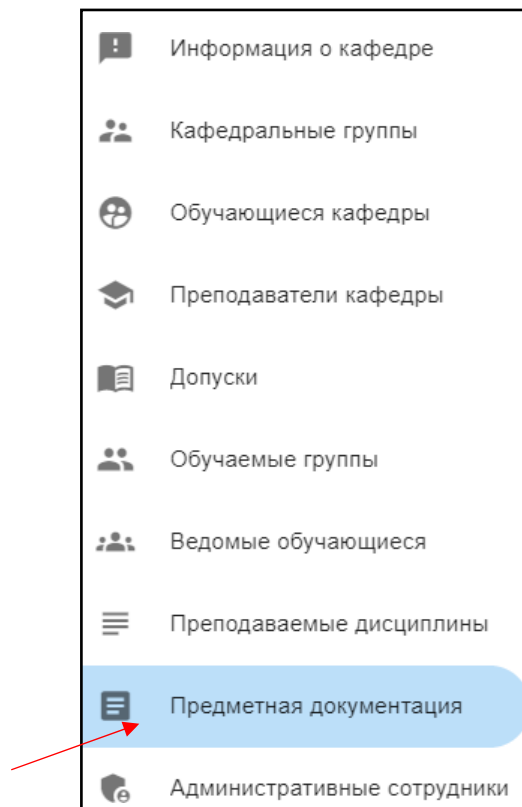 Информация о кафедре
Кафедральные группы
Обучающиеся кафедры
Преподаватели кафедры
Допуски
Обучаемые группы
Ведомые обучающиеся
Преподаваемые дисциплины
Предметная документация
Административные сотрудники